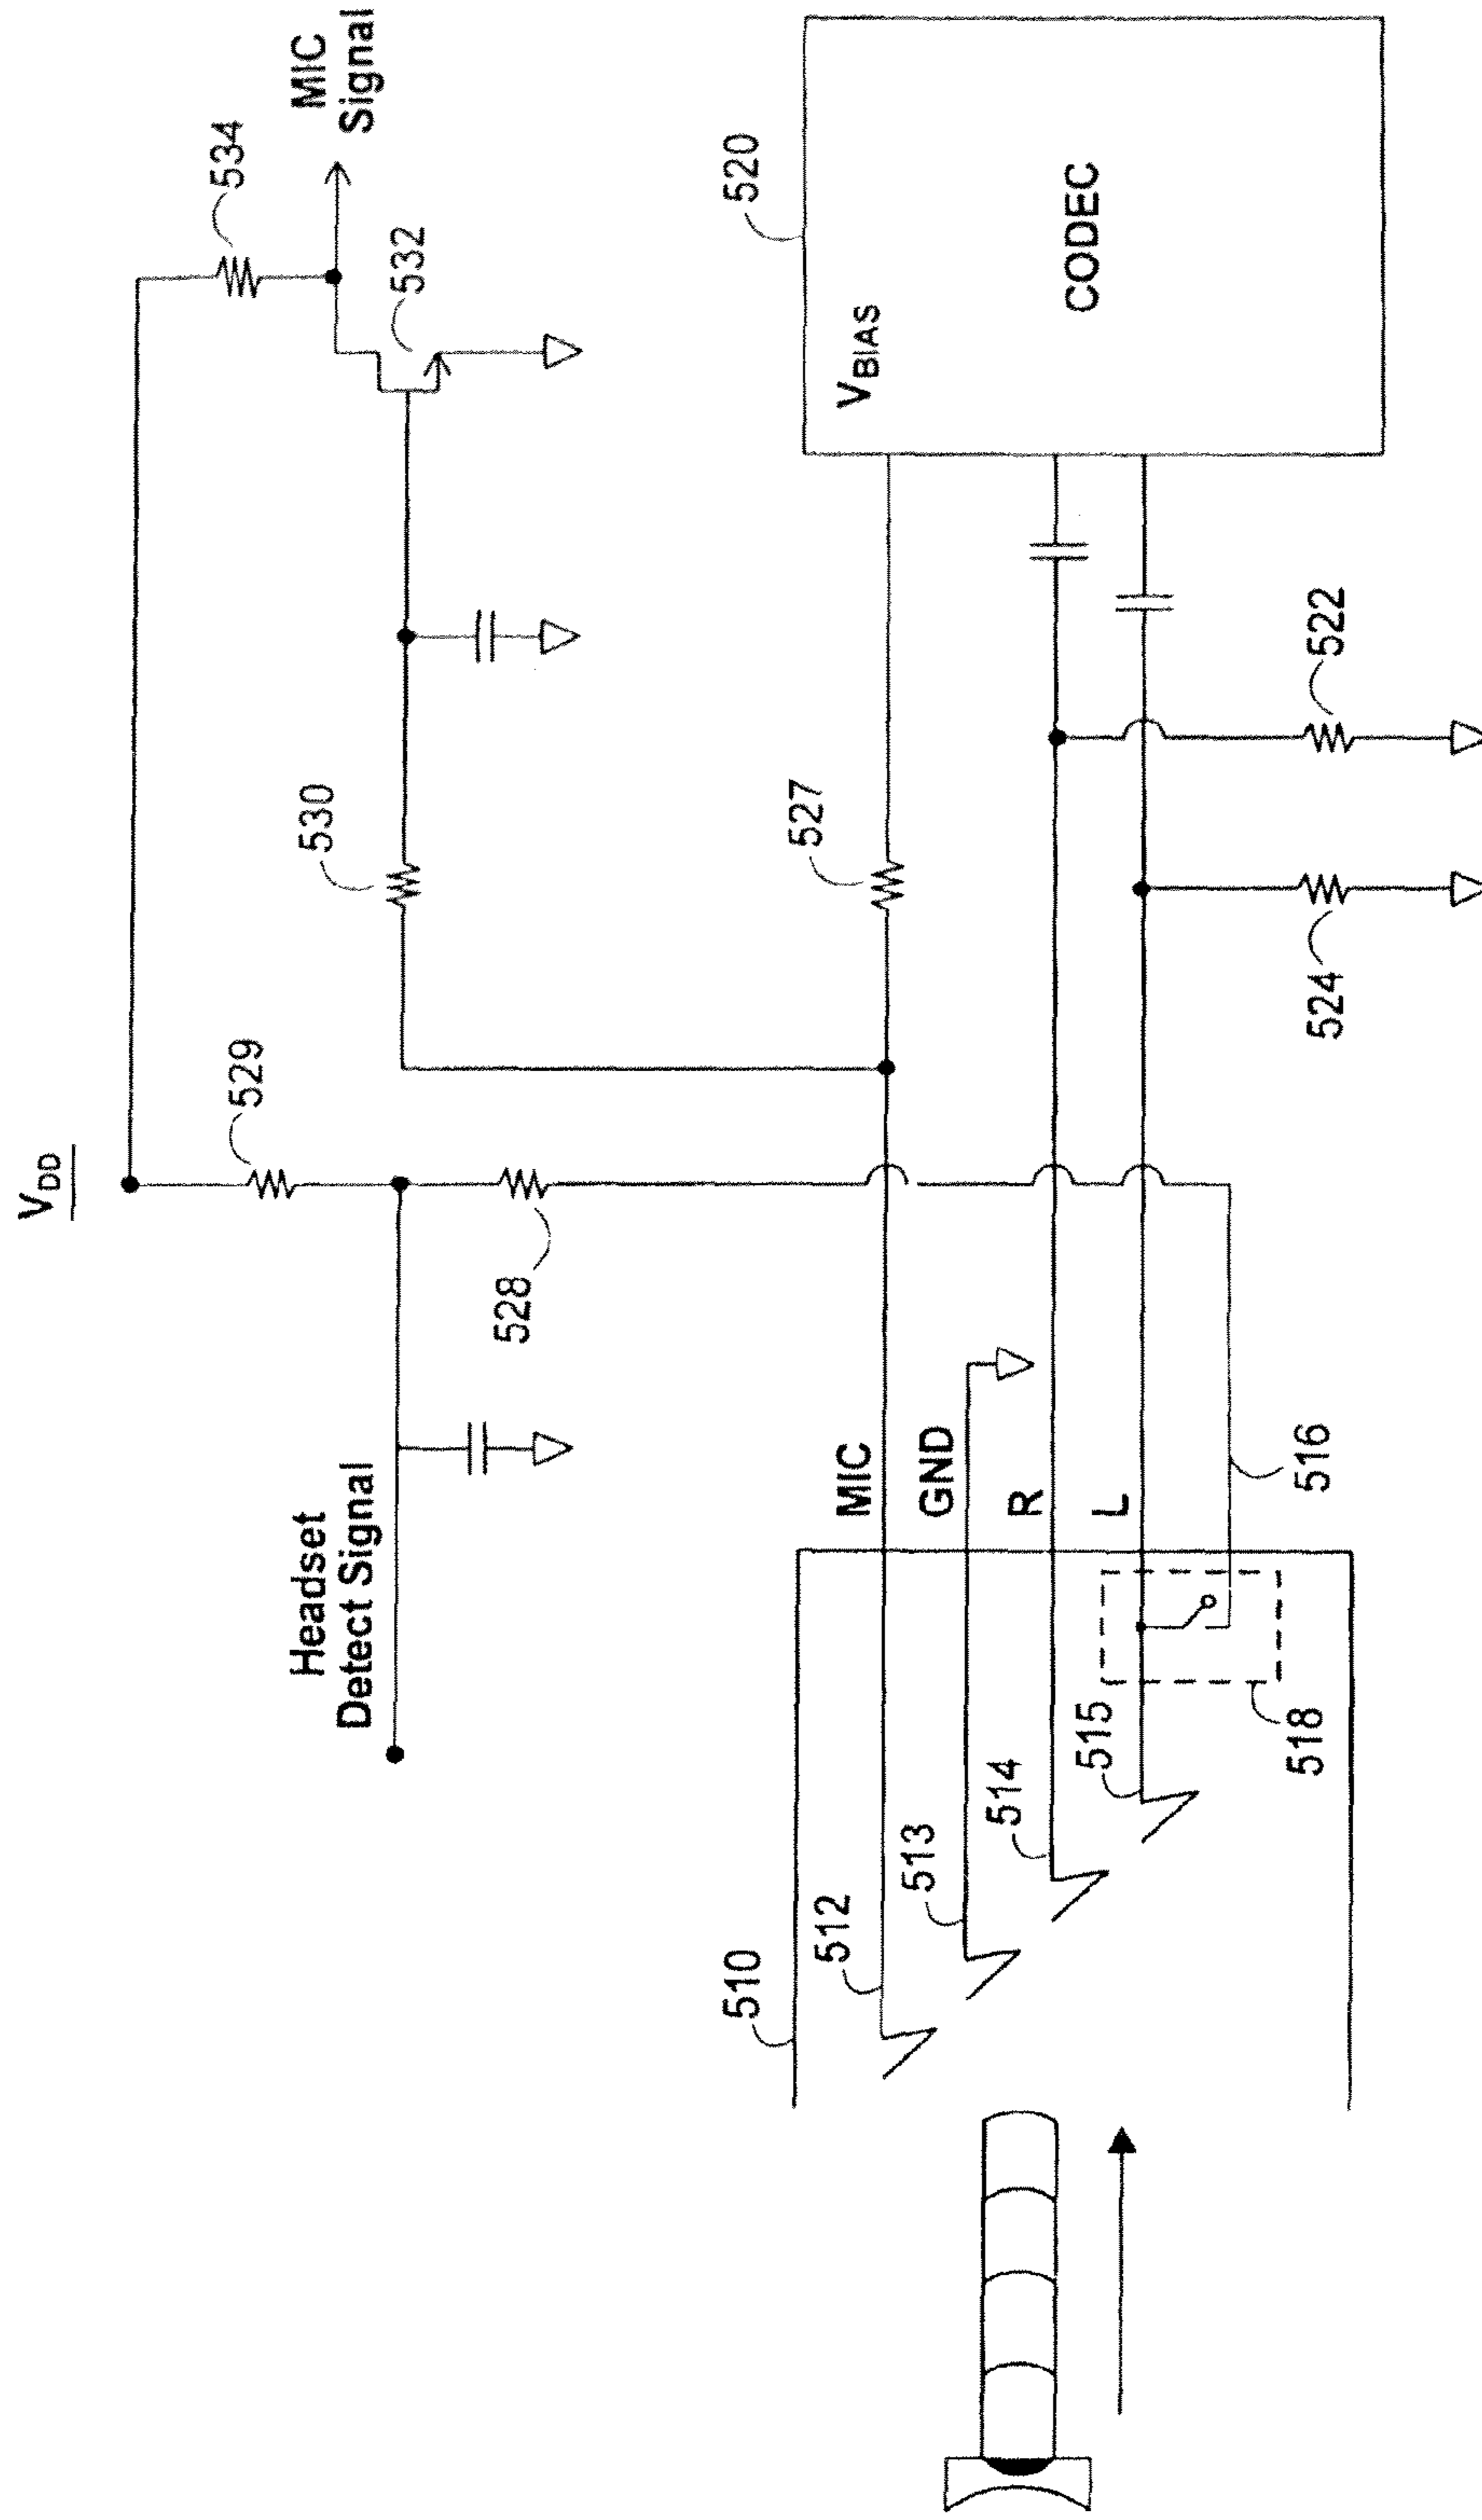 V_DD
529
534
MIC
Signal
532
530
Headset
Detect Signal
528
527
520
V_BIAS
CODEC
510
512
MIC
513
GND
514
R
515
L
518
516
524
522